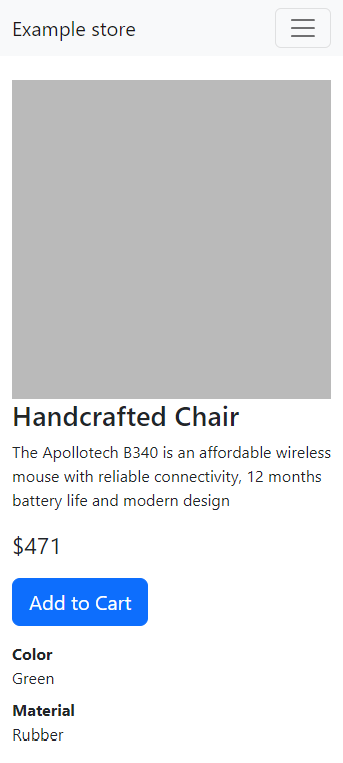 Example store
Handcrafted Chair
The Apollotech B340 is an affordable wireless
mouse with reliable connectivity, 12 months
battery life and modern design
$471
Add to Cart
Color
Green
Material
Rubber